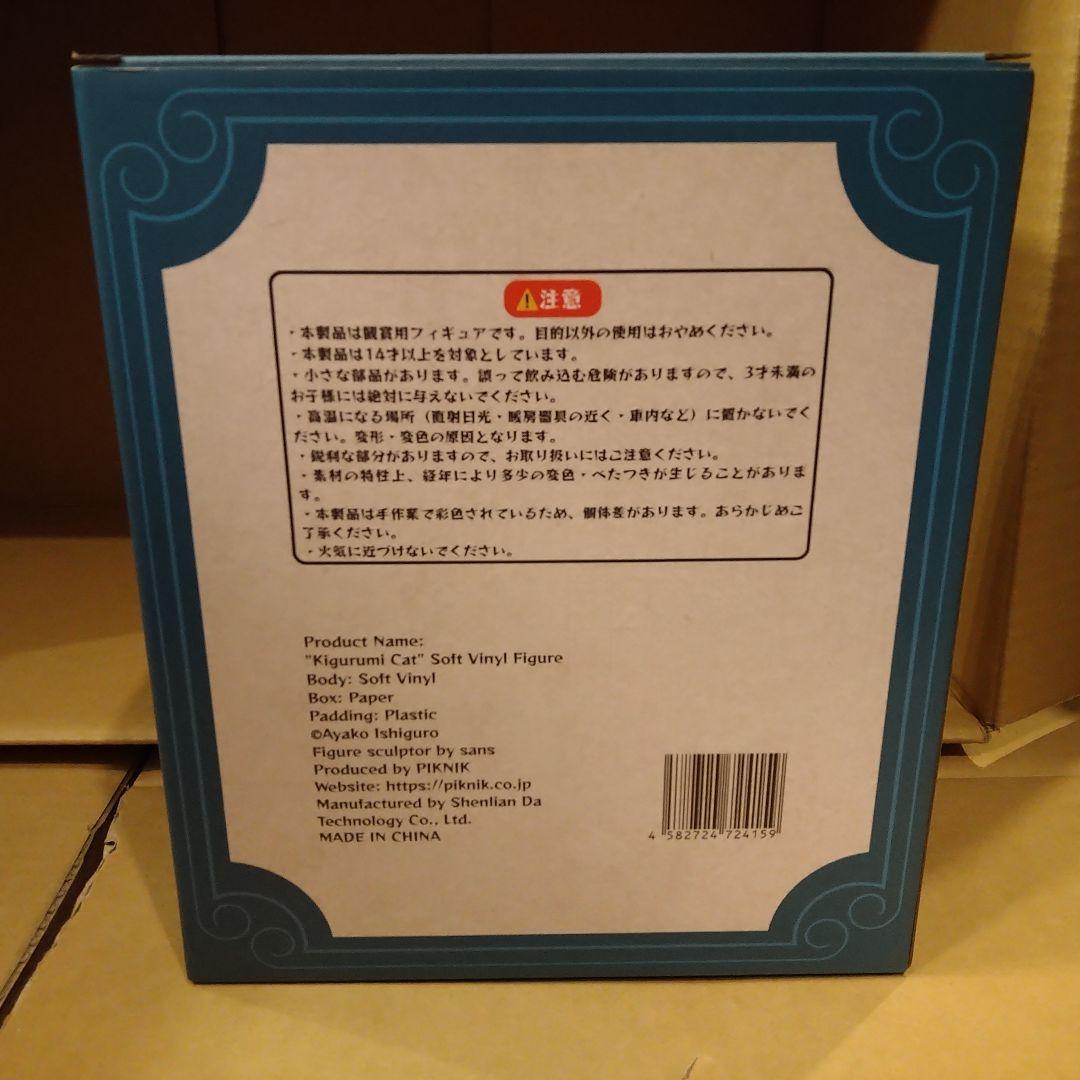 ⚠注意
・本製品は観賞用フィギュアです。目的以外の使用はおやめください。
・本製品は14才以上を対象としています。
・小さな部品があります。誤って飲み込む危険がありますので、3才未満の
お子様には絶対に与えないでください。
・高温になる場所（直射日光・暖房器具の近く・車内など）に置かないでく
ださい。変形・変色の原因となります。
・鋭利な部分がありますので、お取り扱いにはご注意ください。
・素材の特性上、経年により多少の変色・べたつきが生じることがありま
す。
・本製品は手作業で彩色されているため、個体差があります。あらかじめご
了承ください。
・火気に近づけないでください。
Product Name:
"Kigurumi Cat" Soft Vinyl Figure
Body: Soft Vinyl
Box: Paper
Padding: Plastic
©Ayako Ishiguro
Figure sculptor by sans
Produced by PIKNIK
Website: https://piknik.co.jp
Manufactured by Shenlian Da
Technology Co., Ltd.
MADE IN CHINA
4 582724 724159